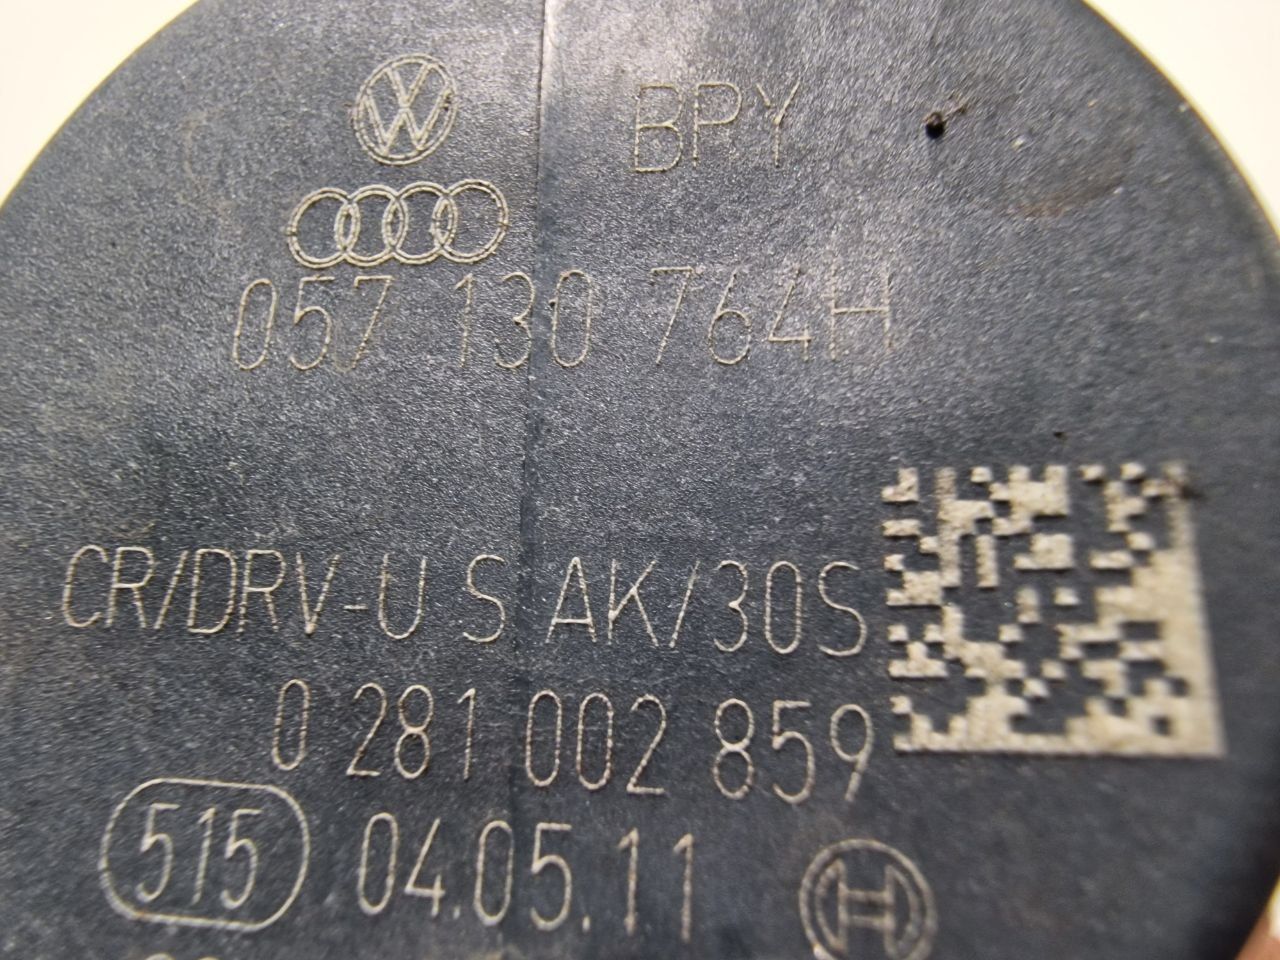 BPY
057 130 764H
CR/DRV-U S AK/30S
0 281 002 859
515 04.05.11